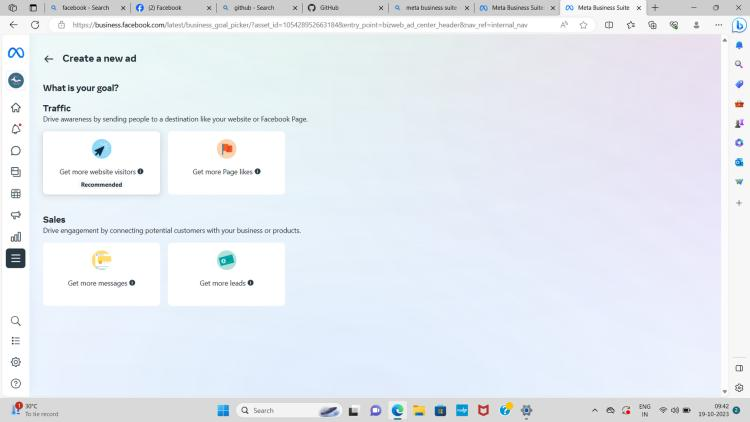 facebook - Search
(2) Facebook
github - Search
GitHub
meta business suite
Meta Business Suite
Meta Business Suite
https://business.facebook.com/latest/business_goal_picker/?asset_id=105428952663184&entry_point=bizweb_ad_center_header&nav_ref=internal_nav
Create a new ad
What is your goal?
Traffic
Drive awareness by sending people to a destination like your website or Facebook Page.
Get more website visitors
Recommended
Get more Page likes
Sales
Drive engagement by connecting potential customers with your business or products.
Get more messages
Get more leads
1
30°C
To tie record
Search
ENG
IN
09:42
19-10-2023
2